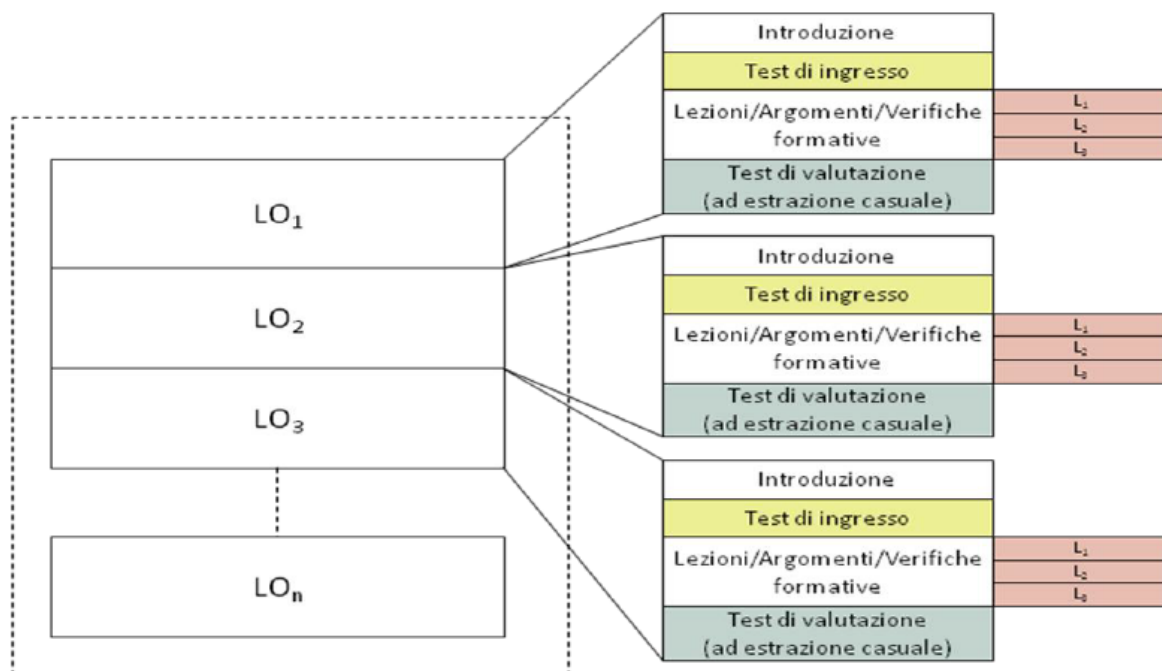 LO₁
LO₂
LO₃
LOₙ
Introduzione
Test di ingresso
Lezioni/Argomenti/Verifiche
formative
L₁
L₂
L₃
Test di valutazione
(ad estrazione casuale)
Introduzione
Test di ingresso
Lezioni/Argomenti/Verifiche
formative
L₁
L₂
L₃
Test di valutazione
(ad estrazione casuale)
Introduzione
Test di ingresso
Lezioni/Argomenti/Verifiche
formative
L₁
L₂
L₃
Test di valutazione
(ad estrazione casuale)